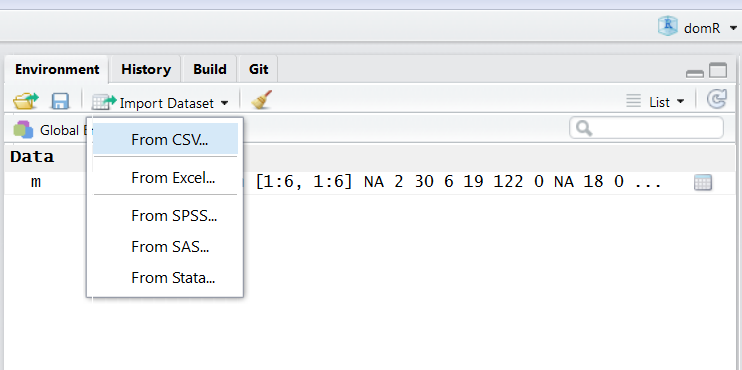 domR
Environment History Build Git
Import Dataset List
Global
From CSV...
Data
From Excel...
m [1:6, 1:6] NA 2 30 6 19 122 0 NA 18 0 ...
From SPSS...
From SAS...
From Stata...